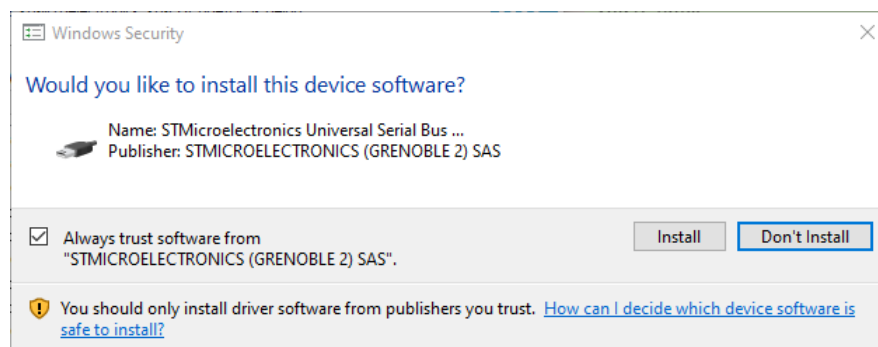 Windows Security
Would you like to install this device software?
Name: STMicroelectronics Universal Serial Bus ...
Publisher: STMICROELECTRONICS (GRENOBLE 2) SAS
Always trust software from
"STMICROELECTRONICS (GRENOBLE 2) SAS".
Install
Don't Install
You should only install driver software from publishers you trust. How can I decide which device software is
safe to install?